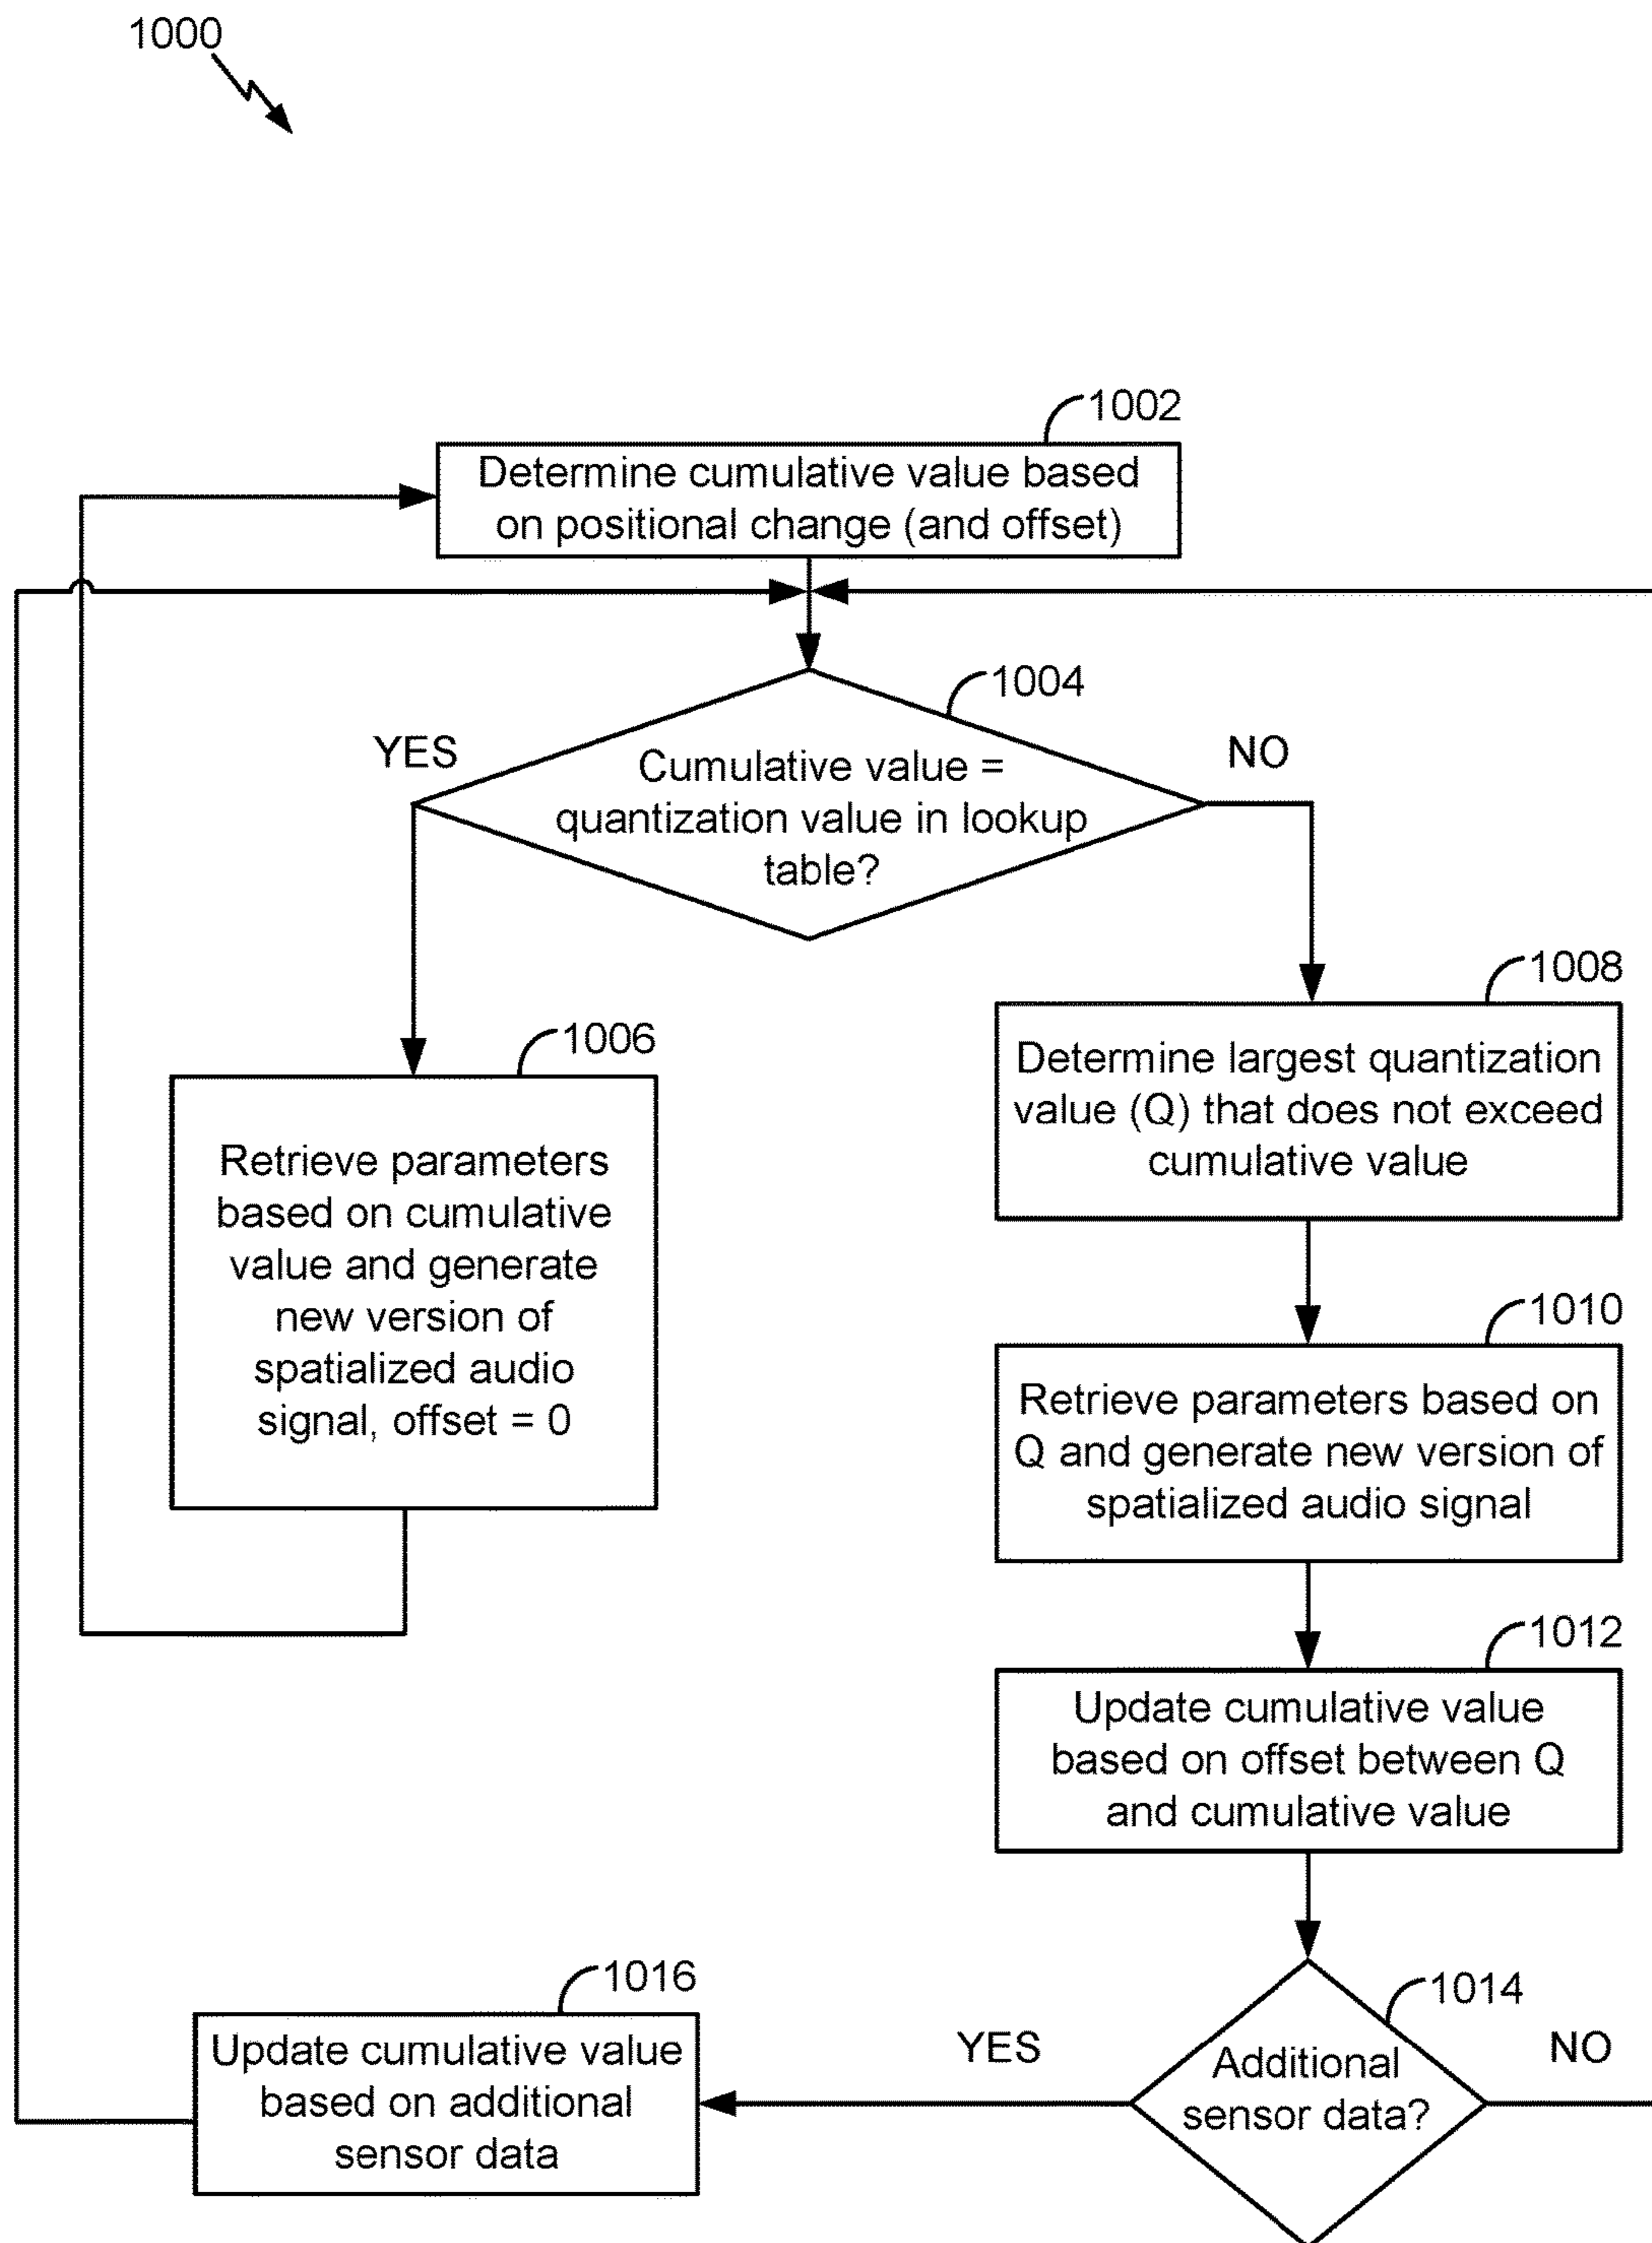 1000
1002
Determine cumulative value based
on positional change (and offset)
1004
YES
NO
Cumulative value =
quantization value in lookup
table?
1008
Determine largest quantization
value (Q) that does not exceed
cumulative value
1006
Retrieve parameters
based on cumulative
value and generate
new version of
spatialized audio
signal, offset = 0
1010
Retrieve parameters based on
Q and generate new version of
spatialized audio signal
1012
Update cumulative value
based on offset between Q
and cumulative value
1014
Additional
sensor data?
YES
NO
1016
Update cumulative value
based on additional
sensor data